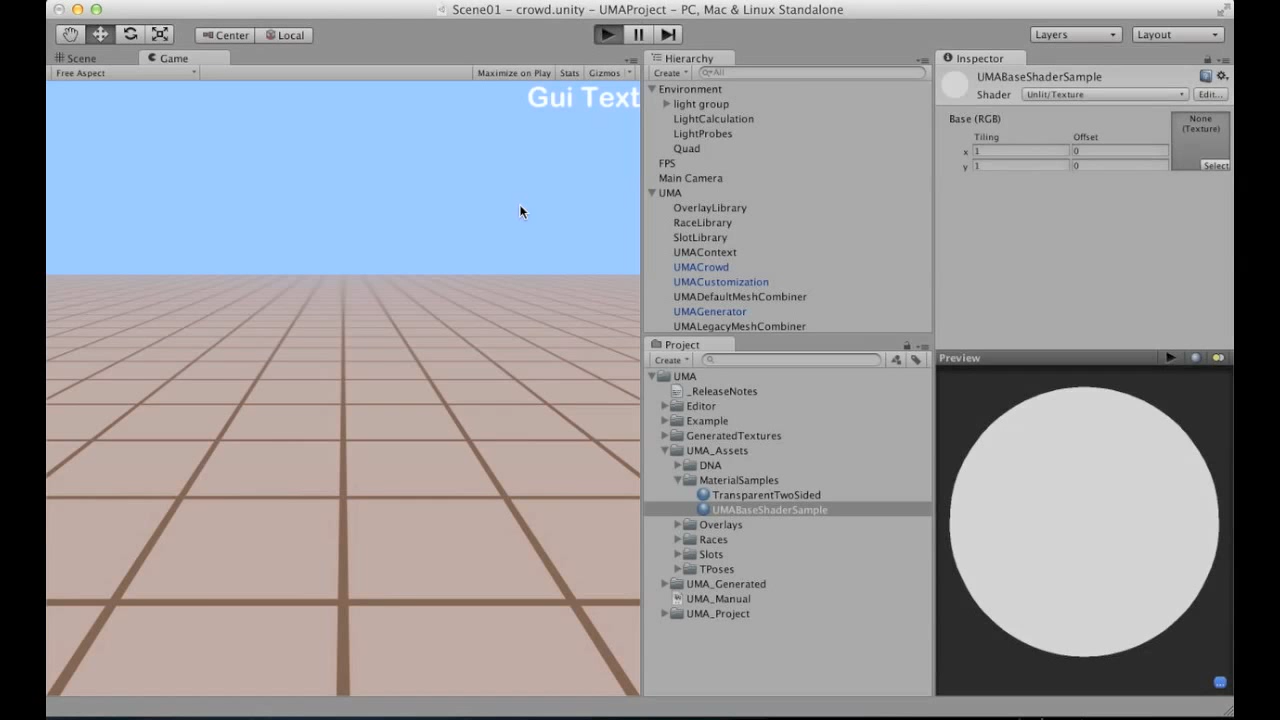 Scene01 – crowd.unity – UMAProject – PC, Mac & Linux Standalone
Center Local Layers Layout
Scene Game
Free Aspect Maximize on Play Stats Gizmos
Gui Text
Hierarchy
Create All
Environment
light group
LightCalculation
LightProbes
Quad
FPS
Main Camera
UMA
OverlayLibrary
RaceLibrary
SlotLibrary
UMAContext
UMACrowd
UMACustomization
UMADefaultMeshCombiner
UMAGenerator
UMALegacyMeshCombiner
Project
Create
UMA
_ReleaseNotes
Editor
Example
GeneratedTextures
UMA_Assets
DNA
MaterialSamples
TransparentTwoSided
UMABaseShaderSample
Overlays
Races
Slots
TPoses
UMA_Generated
UMA_Manual
UMA_Project
Inspector
UMABaseShaderSample
Shader Unlit/Texture Edit...
Base (RGB)
None
(Texture)
Tiling Offset
x 1 0
y 1 0
Select
Preview